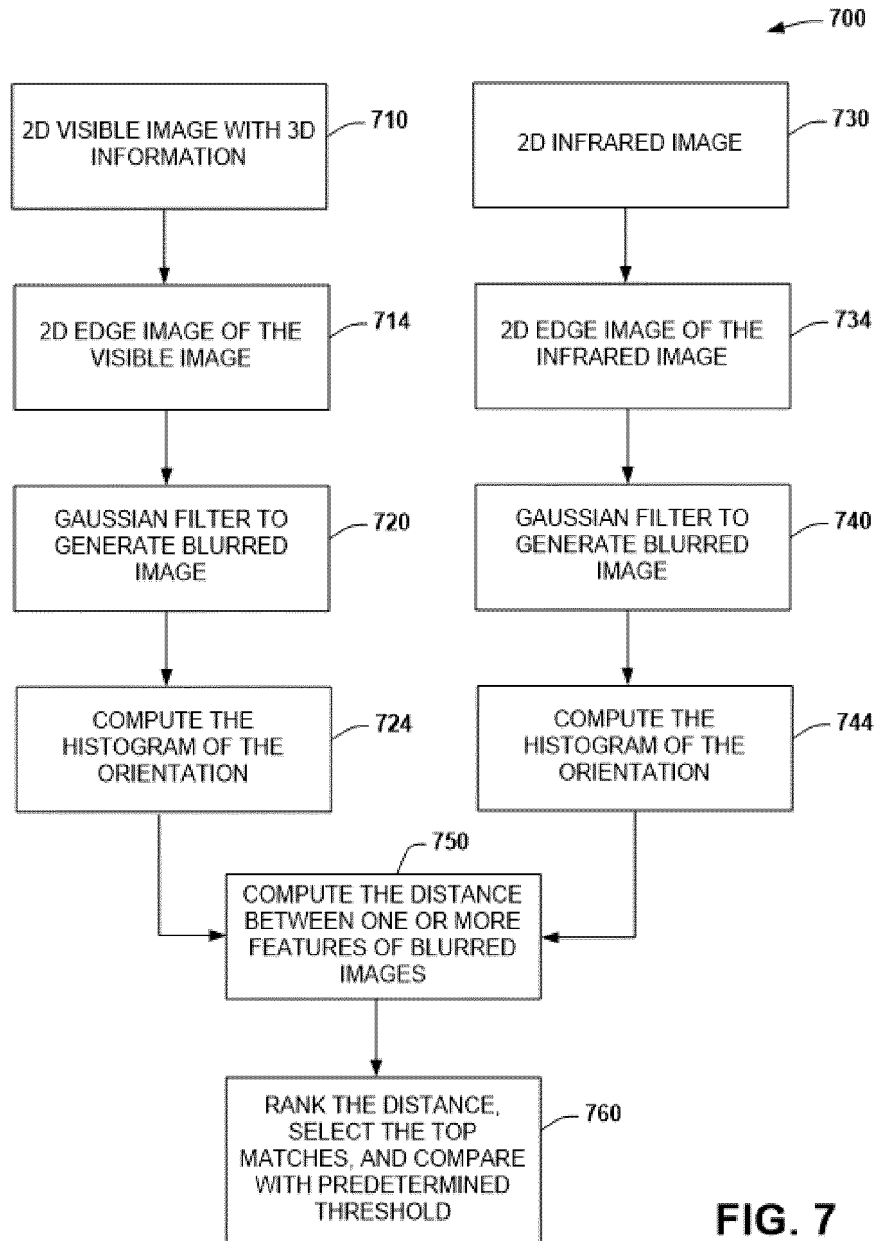 700
2D VISIBLE IMAGE WITH 3D
INFORMATION
710
2D INFRARED IMAGE
730
2D EDGE IMAGE OF THE
VISIBLE IMAGE
714
2D EDGE IMAGE OF THE
INFRARED IMAGE
734
GAUSSIAN FILTER TO
GENERATE BLURRED
IMAGE
720
GAUSSIAN FILTER TO
GENERATE BLURRED
IMAGE
740
COMPUTE THE
HISTOGRAM OF THE
ORIENTATION
724
COMPUTE THE
HISTOGRAM OF THE
ORIENTATION
744
750
COMPUTE THE DISTANCE
BETWEEN ONE OR MORE
FEATURES OF BLURRED
IMAGES
RANK THE DISTANCE,
SELECT THE TOP
MATCHES, AND COMPARE
WITH PREDETERMINED
THRESHOLD
760
FIG. 7